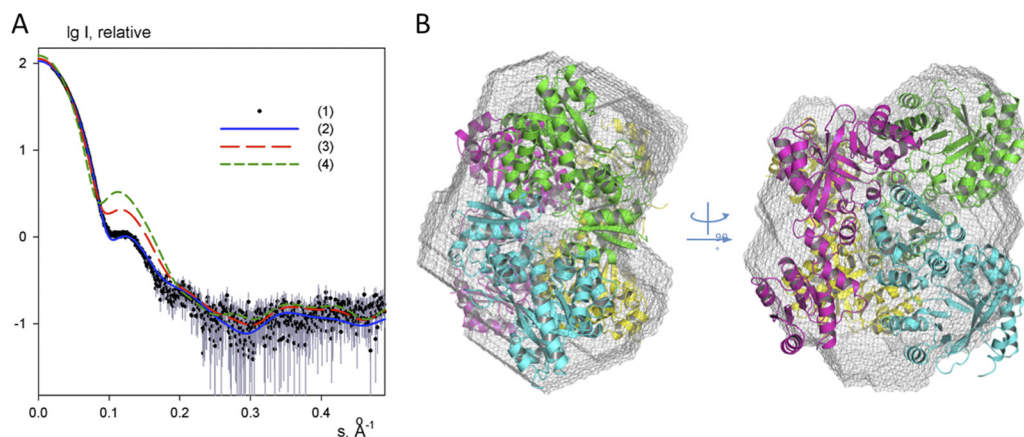 A
B
lg I, relative
2
1
0
-1
(1)
(2)
(3)
(4)
90
°
0.0 0.1 0.2 0.3 0.4
s, Å⁻¹